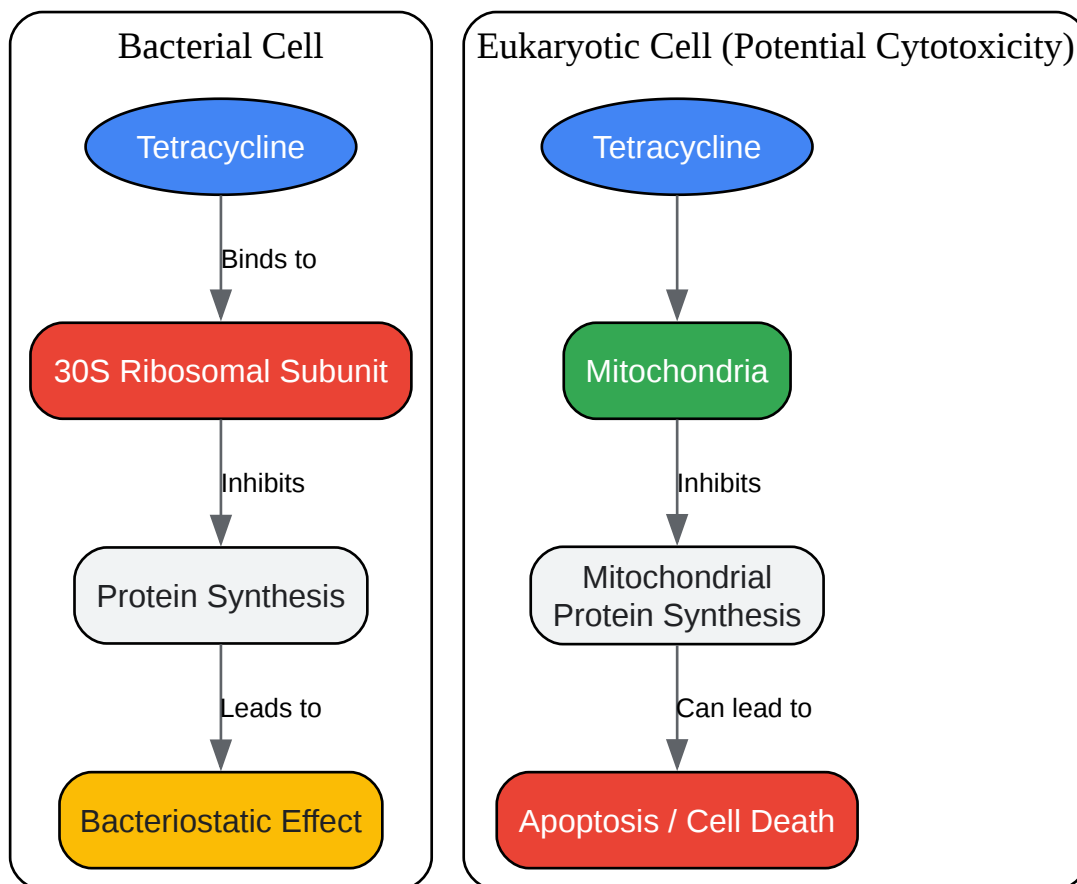 Bacterial Cell
Tetracycline
Binds to
30S Ribosomal Subunit
Inhibits
Protein Synthesis
Leads to
Bacteriostatic Effect
Eukaryotic Cell (Potential Cytotoxicity)
Tetracycline
Mitochondria
Inhibits
Mitochondrial
Protein Synthesis
Can lead to
Apoptosis / Cell Death